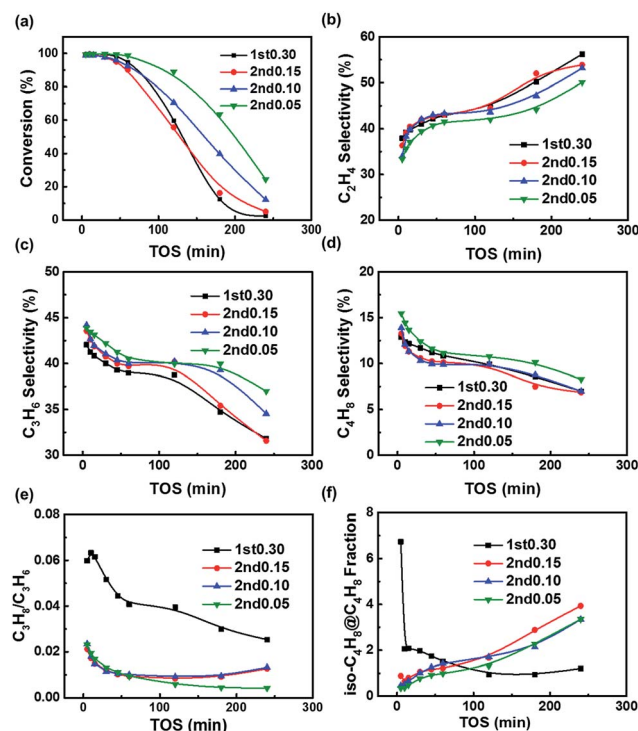 (a)
Conversion (%)
100
80
60
40
20
0
1st0.30
2nd0.15
2nd0.10
2nd0.05
0 100 200 300
TOS (min)
(b)
C2H4 Selectivity (%)
60
50
40
30
20
1st0.30
2nd0.15
2nd0.10
2nd0.05
0 100 200 300
TOS (min)
(c)
C3H6 Selectivity (%)
50
45
40
35
30
1st0.30
2nd0.15
2nd0.10
2nd0.05
0 100 200 300
TOS (min)
(d)
C4H8 Selectivity (%)
20
15
10
5
0
1st0.30
2nd0.15
2nd0.10
2nd0.05
0 100 200 300
TOS (min)
(e)
C3H8/C3H6
0.08
0.06
0.04
0.02
0.00
1st0.30
2nd0.15
2nd0.10
2nd0.05
0 100 200 300
TOS (min)
(f)
iso-C4H8@C4H8 Fraction
8
6
4
2
0
1st0.30
2nd0.15
2nd0.10
2nd0.05
0 100 200 300
TOS (min)